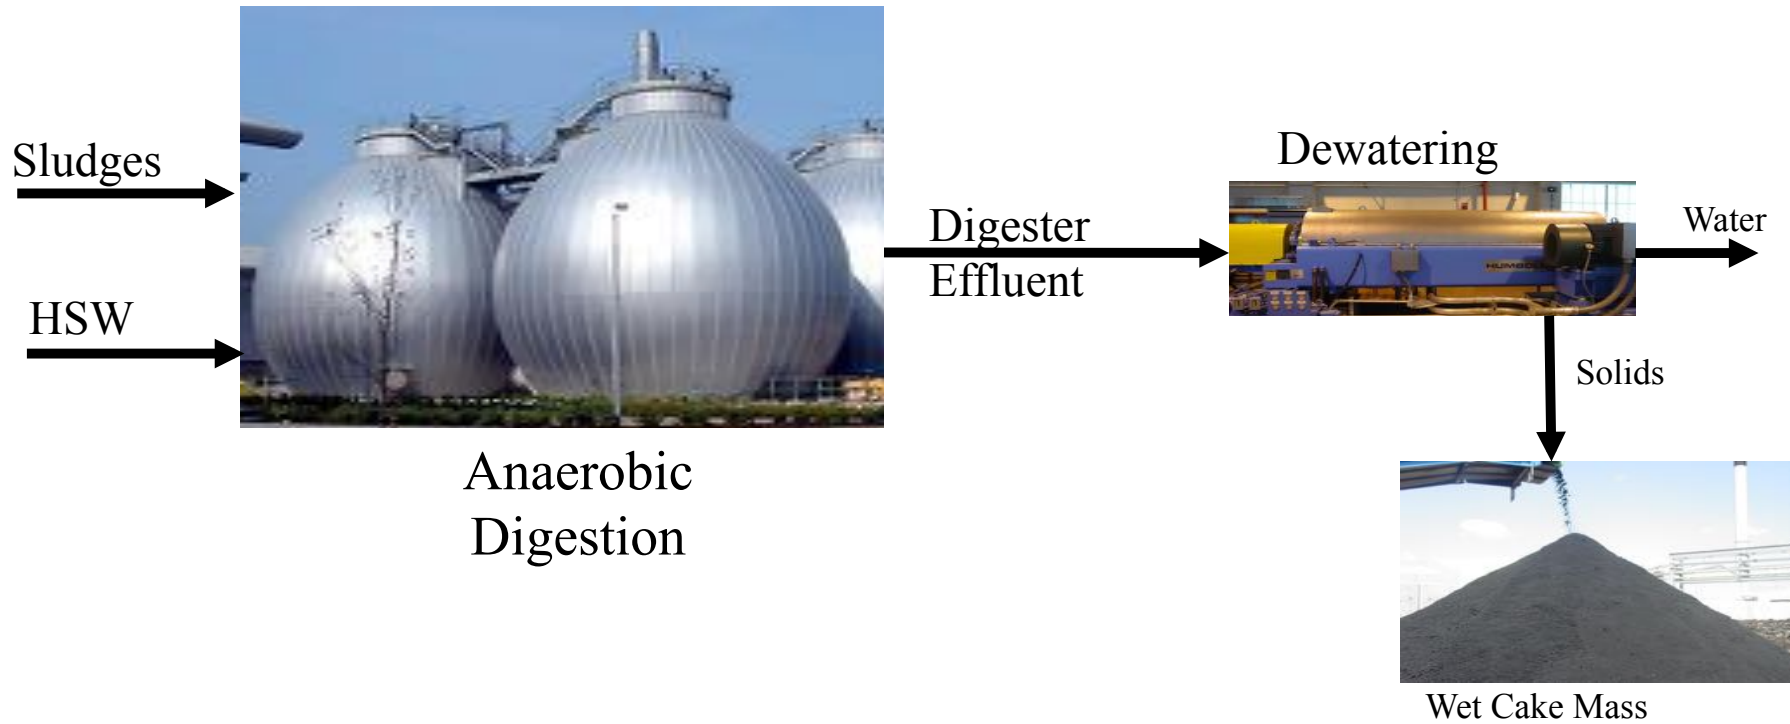 Sludges
HSW
Anaerobic
Digestion
Digester
Effluent
Dewatering
Water
Solids
Wet Cake Mass